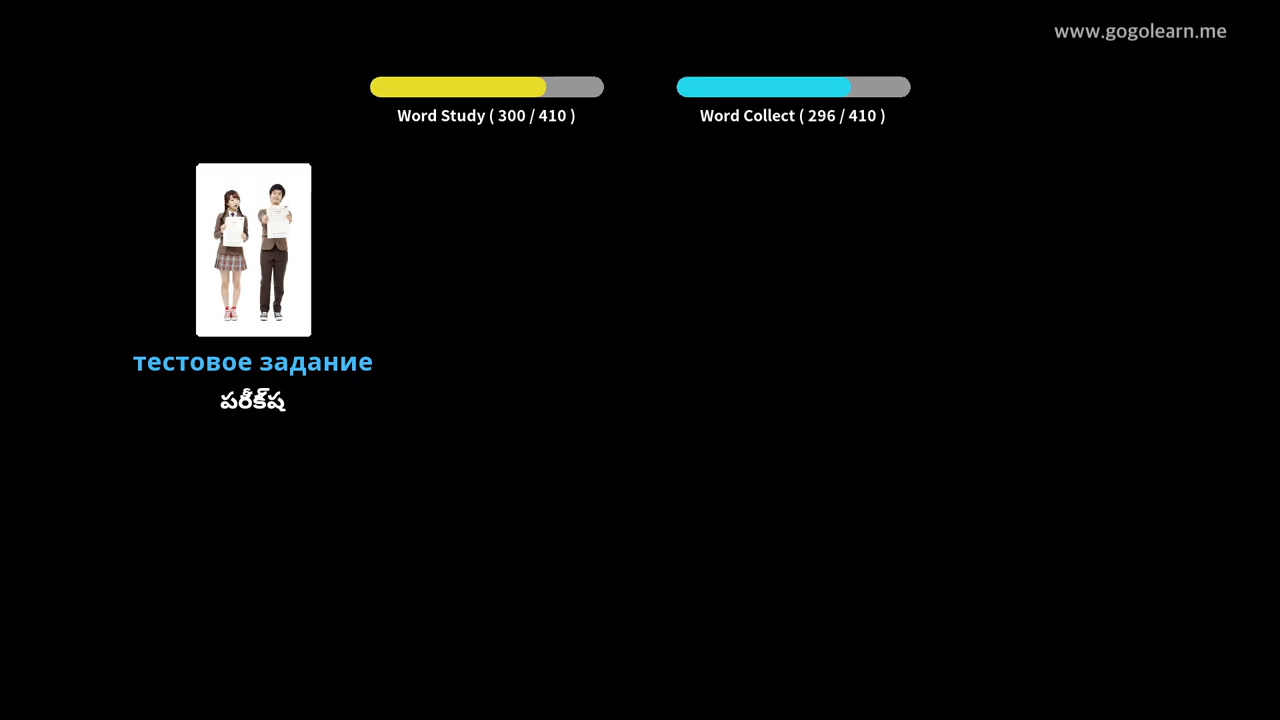 www.gogolearn.me
Word Study ( 300 / 410 )
Word Collect ( 296 / 410 )
тестовое задание
పరీక్ష